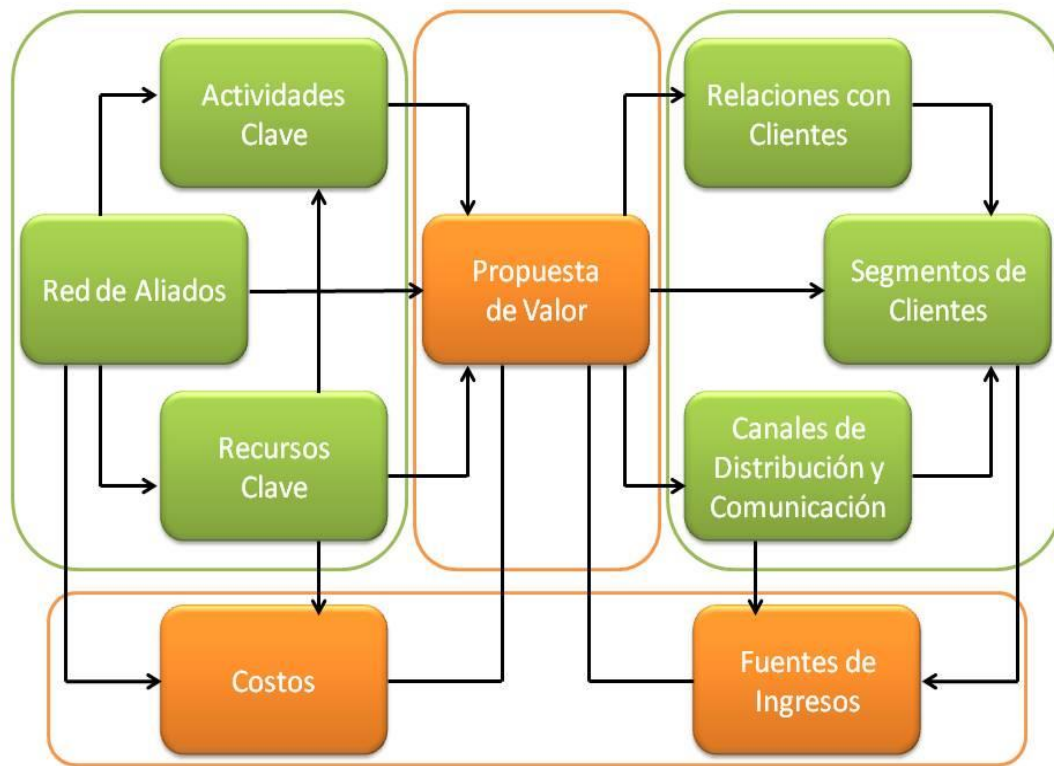 Actividades
Clave
Relaciones con
Clientes
Red de Aliados
Propuesta
de Valor
Segmentos de
Clientes
Recursos
Clave
Canales de
Distribución y
Comunicación
Costos
Fuentes de
Ingresos